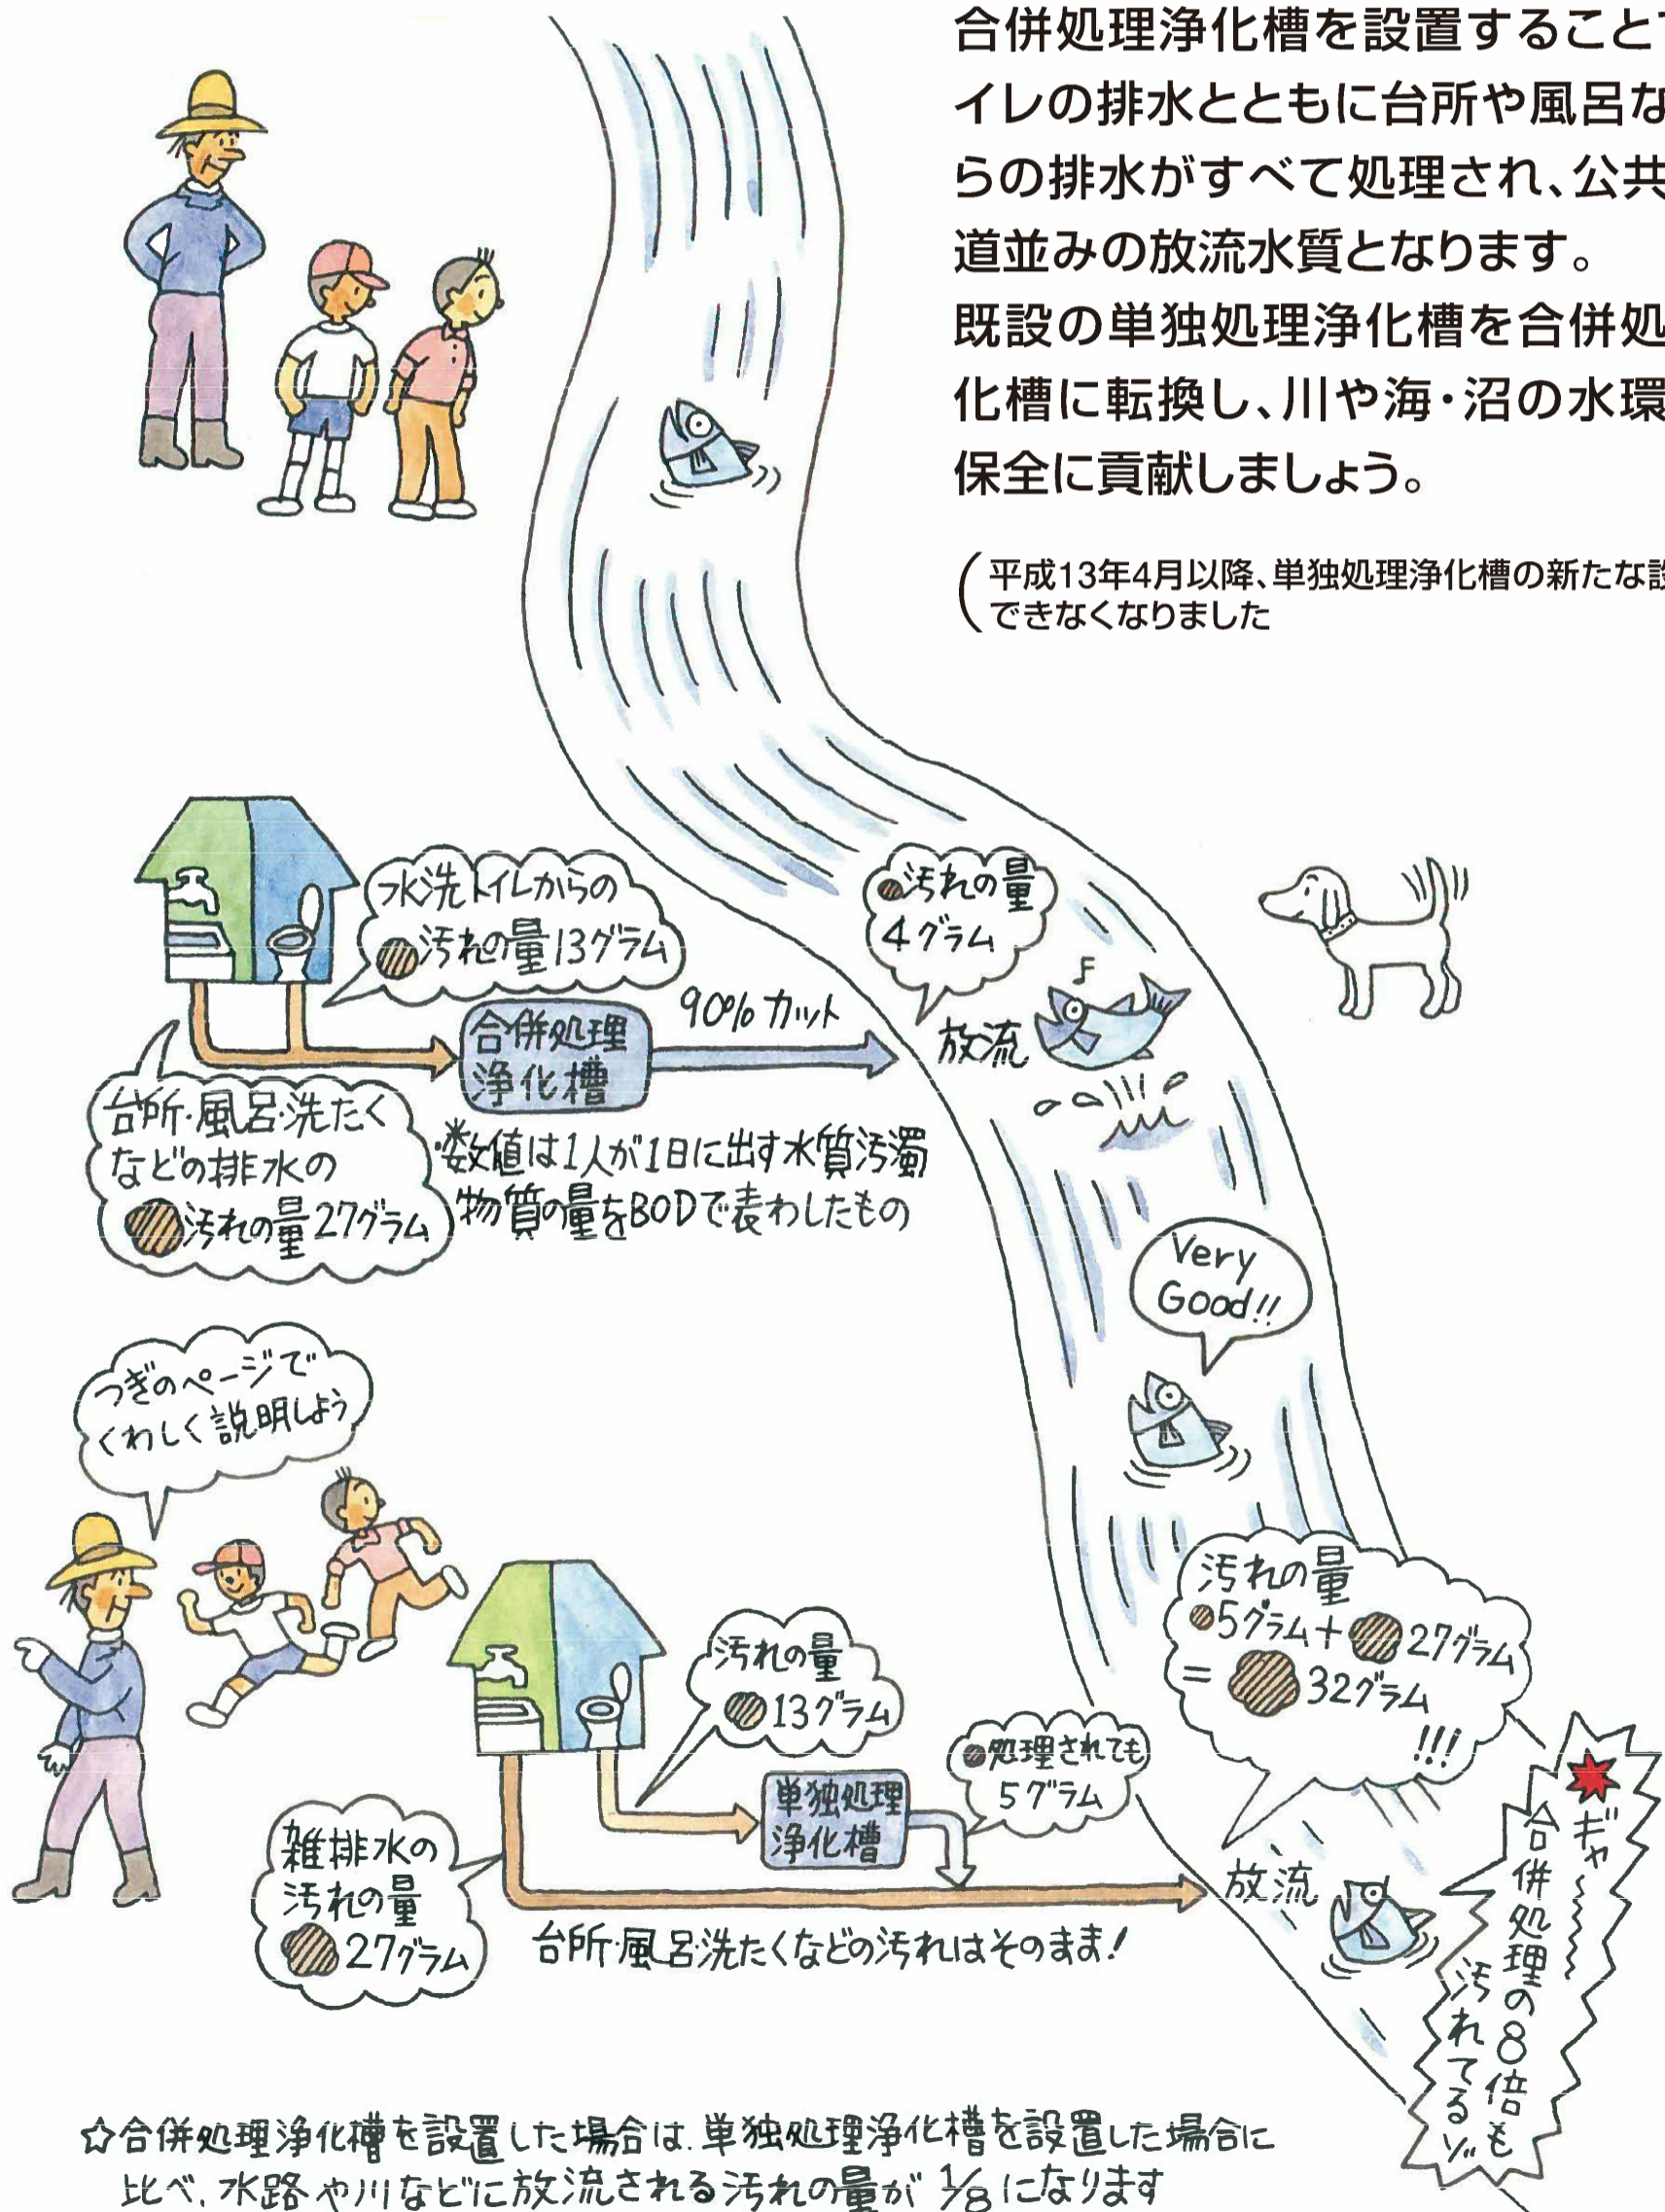 合併処理浄化槽を設置すること
イレの排水とともに台所や風呂な
らの排水がすべて処理され、公共
道並みの放流水質となります。
既設の単独処理浄化槽を合併処
化槽に転換し、川や海・沼の水環
保全に貢献しましょう。
(平成13年4月以降、単独処理浄化槽の新たな設
できなくなりました
水洗トイレからの
汚れの量13グラム
汚れの量
4グラム
90%カット
合併処理
浄化槽
放流
台所・風呂・洗たく
などの排水の
汚れの量27グラム
※数値は1人が1日に出す水質汚濁
物質の量をBODで表わしたもの
Very
Good!!
つぎのページで
くわしく説明しよう
汚れの量
5グラム+27グラム
=32グラム
!!!
汚れの量
13グラム
処理されても
5グラム
単独処理
浄化槽
雑排水の
汚れの量
27グラム
放流
台所・風呂・洗たくなどの汚れはそのまま!
ギャ~~~~
合併処理の8倍も
汚れてるゾ
☆合併処理浄化槽を設置した場合は、単独処理浄化槽を設置した場合に
比べ、水路や川などに放流される汚れの量が1/8になります